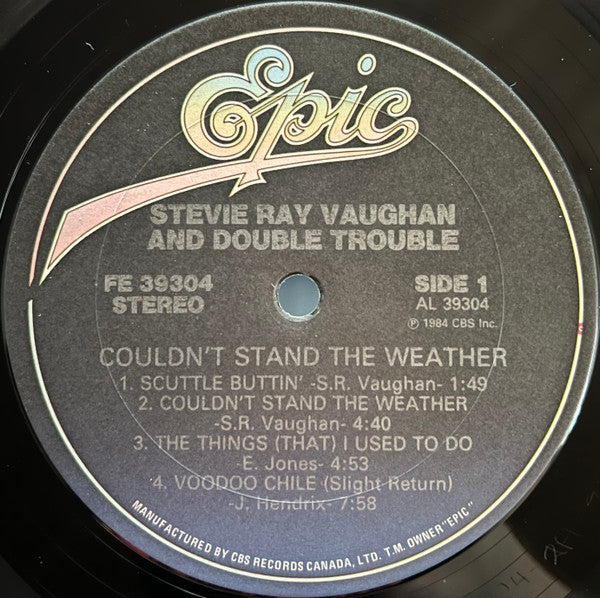 Epic
STEVIE RAY VAUGHAN
AND DOUBLE TROUBLE
FE 39304
STEREO
SIDE 1
AL 39304
℗ 1984 CBS Inc.
COULDN'T STAND THE WEATHER
1. SCUTTLE BUTTIN' -S.R. Vaughan- 1:49
2. COULDN'T STAND THE WEATHER
-S.R. Vaughan- 4:40
3. THE THINGS (THAT) I USED TO DO
-E. Jones- 4:53
4. VOODOO CHILE (Slight Return)
-J. Hendrix- 7:58
MANUFACTURED BY CBS RECORDS CANADA, LTD. T.M. OWNER "EPIC"